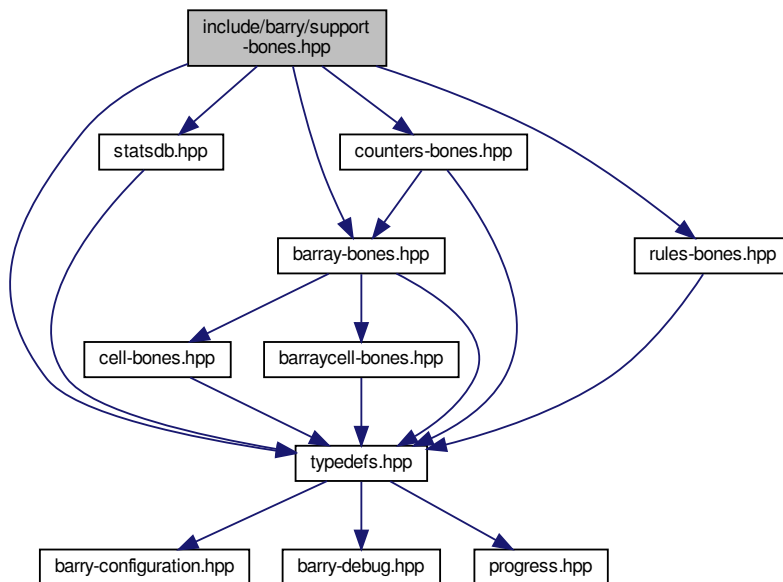 include/barry/support
-bones.hpp
statsdb.hpp
counters-bones.hpp
barray-bones.hpp
rules-bones.hpp
cell-bones.hpp
barraycell-bones.hpp
typedefs.hpp
barry-configuration.hpp
barry-debug.hpp
progress.hpp